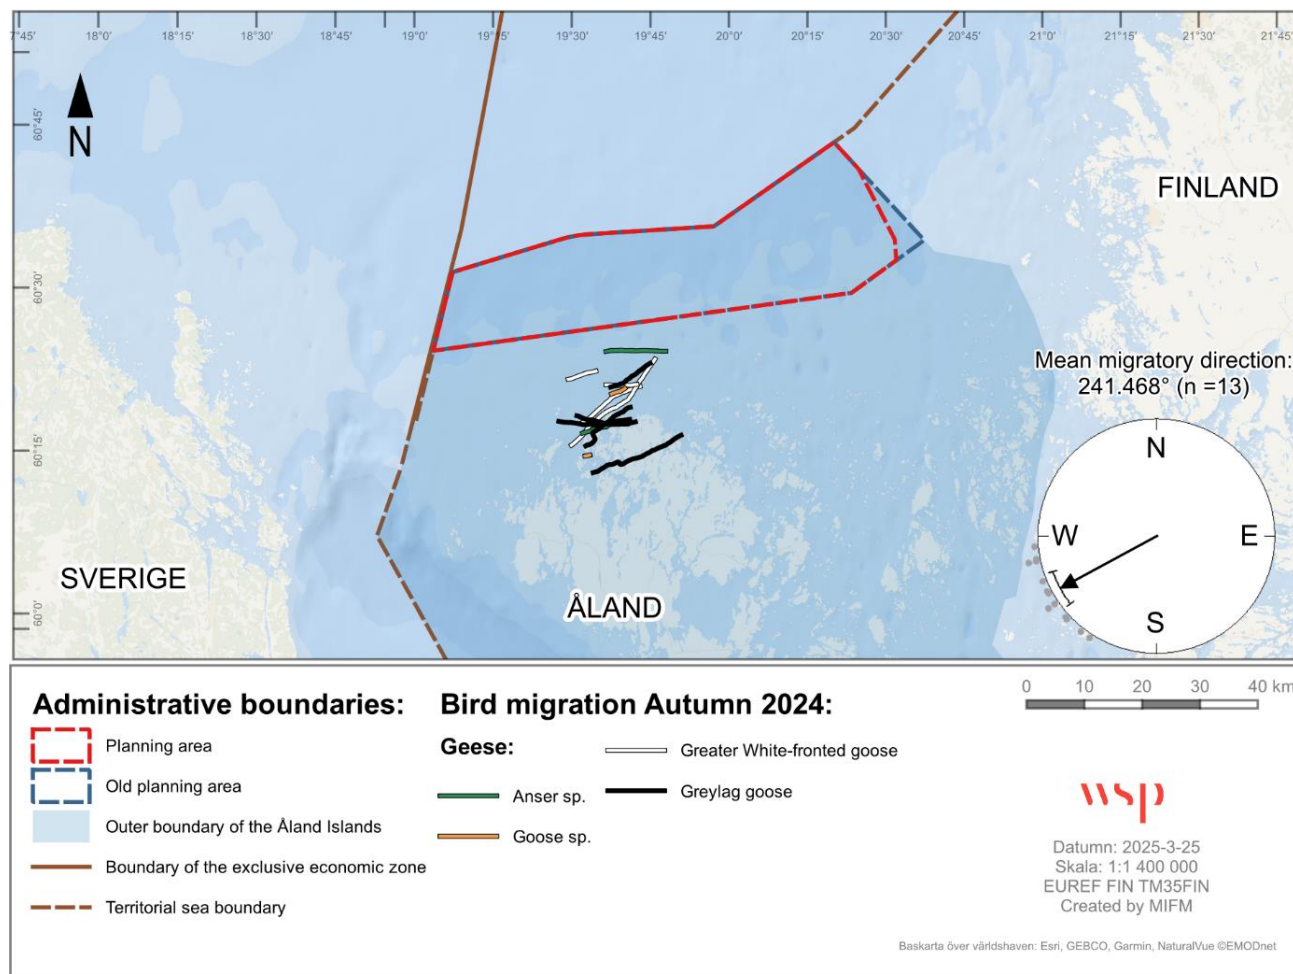 7°45' 18°0' 18°15' 18°30' 18°45' 19°0' 19°15' 19°30' 19°45' 20°0' 20°15' 20°30' 20°45' 21°0' 21°15' 21°30' 21°45'
60°45'
N
FINLAND
60°30'
Mean migratory direction:
241.468° (n =13)
60°15'
N
W E
S
SVERIGE
ÅLAND
60°0'
Administrative boundaries:
Planning area
Old planning area
Outer boundary of the Åland Islands
Boundary of the exclusive economic zone
Territorial sea boundary
Bird migration Autumn 2024:
Geese:
Anser sp.
Goose sp.
Greater White-fronted goose
Greylag goose
0 10 20 30 40 km
wsp
Datumn: 2025-3-25
Skala: 1:1 400 000
EUREF FIN TM35FIN
Created by MIFM
Baskarta över världshaven: Esri, GEBCO, Garmin, NaturalVue ©EMODnet